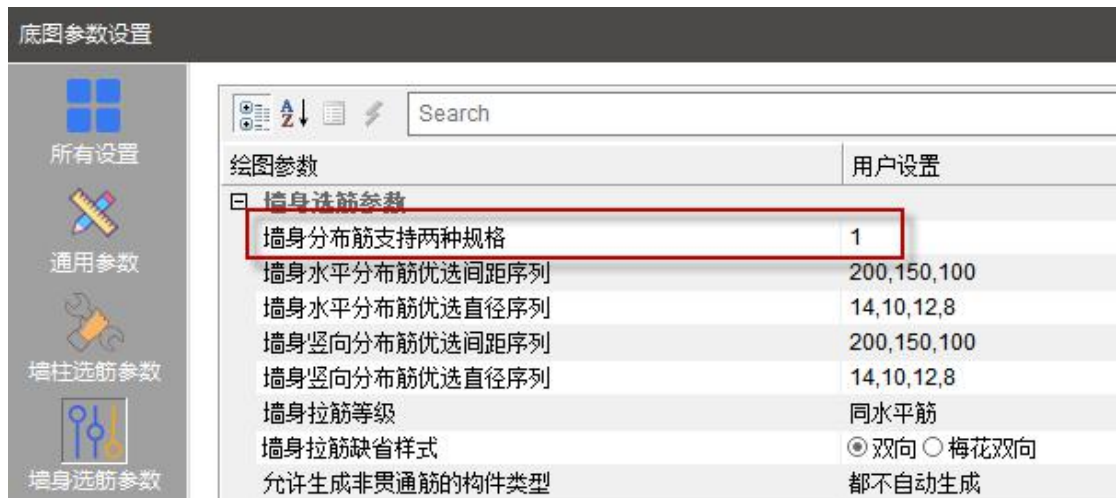 底图参数设置
所有设置
通用参数
墙柱选筋参数
墙身选筋参数
A
Z
Search
绘图参数 用户设置
墙身选筋参数
墙身分布筋支持两种规格 1
墙身水平分布筋优选间距序列 200,150,100
墙身水平分布筋优选直径序列 14,10,12,8
墙身竖向分布筋优选间距序列 200,150,100
墙身竖向分布筋优选直径序列 14,10,12,8
墙身拉筋等级 同水平筋
墙身拉筋缺省样式 双向 梅花双向
允许生成非贯通筋的构件类型 都不自动生成